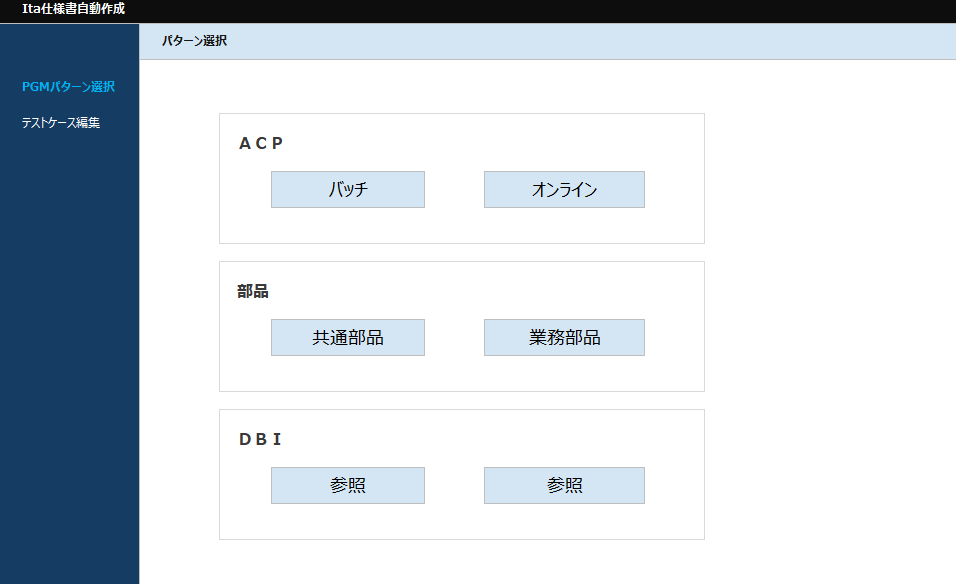 Ita仕様書自動作成
パターン選択
PGMパターン選択
テストケース編集
ＡＣＰ
バッチ
オンライン
部品
共通部品
業務部品
ＤＢＩ
参照
参照